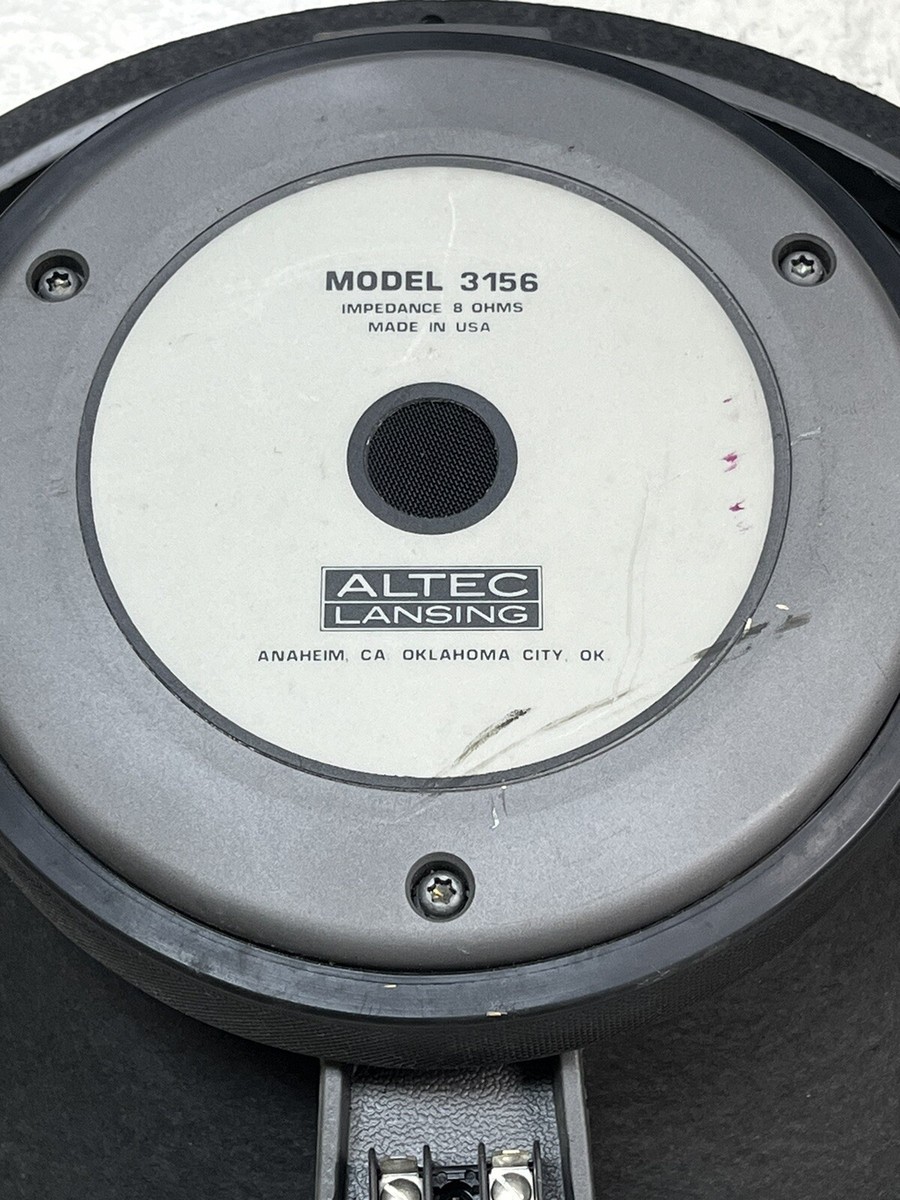 MODEL 3156
IMPEDANCE 8 OHMS
MADE IN USA
ALTEC
LANSING
ANAHEIM, CA. OKLAHOMA CITY, OK.